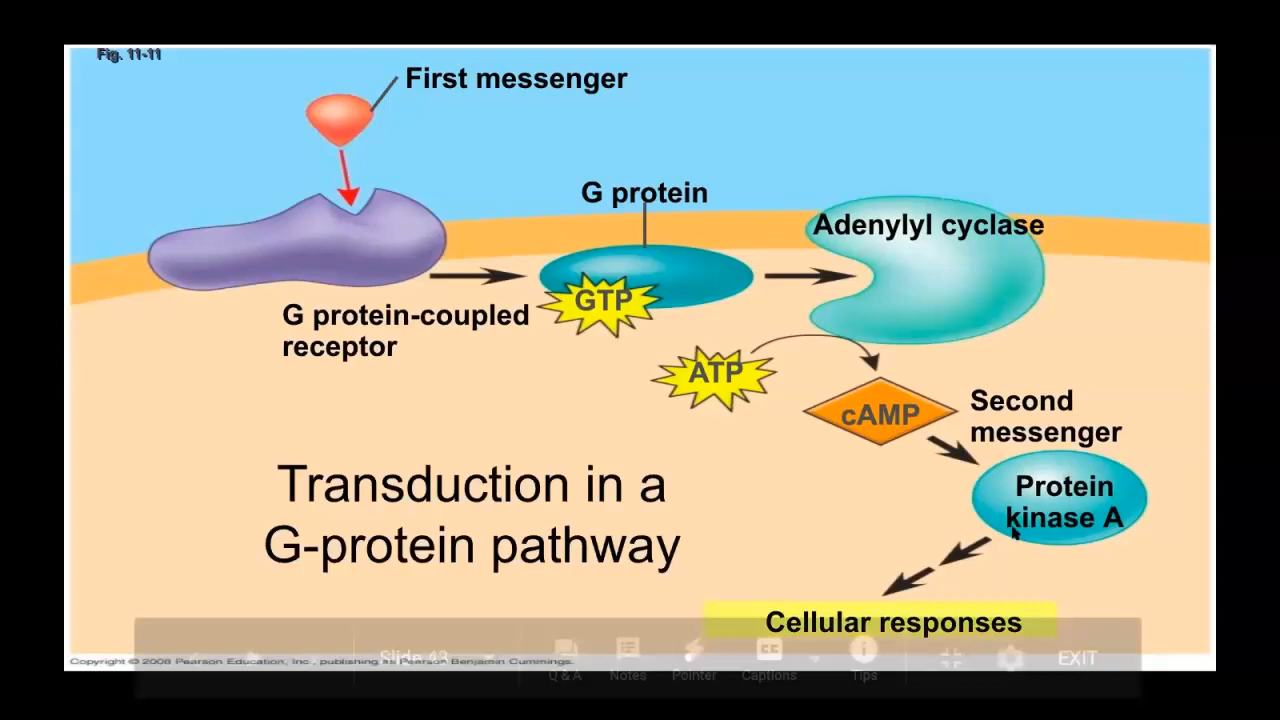 Fig. 11-11
First messenger
G protein
Adenylyl cyclase
GTP
G protein-coupled
receptor
ATP
cAMP
Second
messenger
Protein
kinase A
Transduction in a
G-protein pathway
Cellular responses
Slide 43
Q & A
Notes
Pointer
Captions
Tips
EXIT
Copyright © 2008 Pearson Education, Inc., publishing as Pearson Benjamin Cummings.